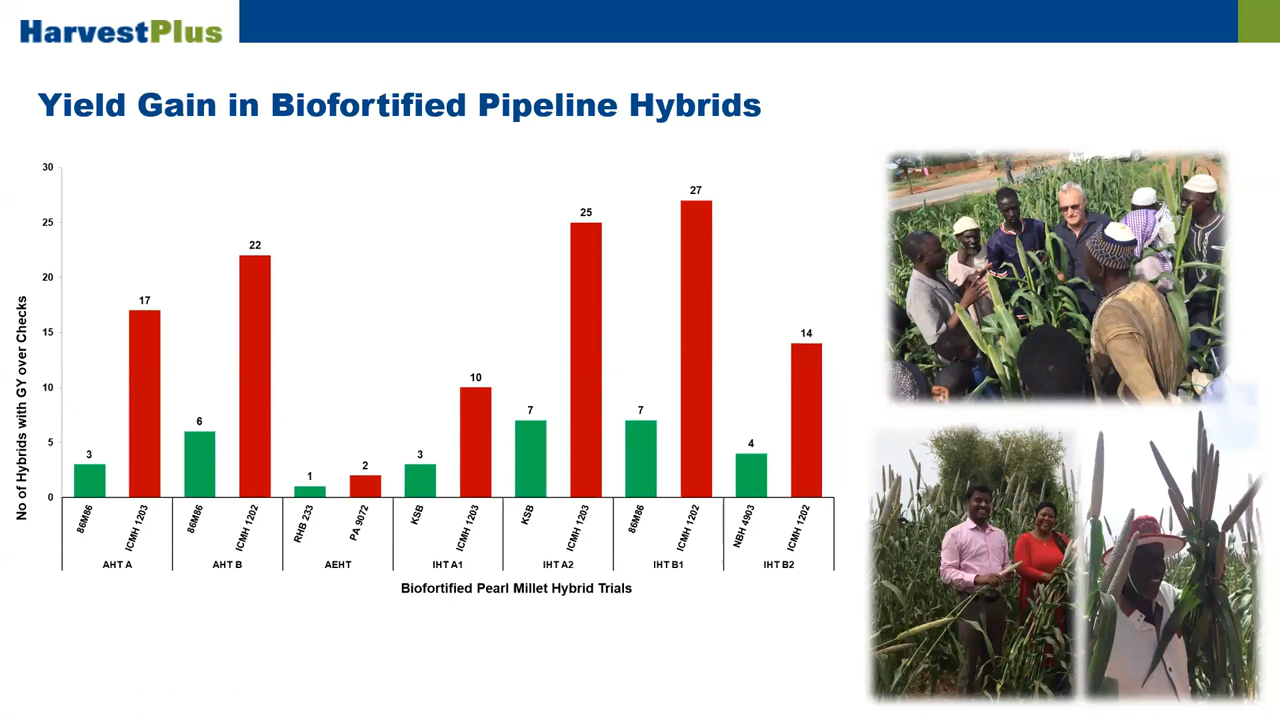 HarvestPlus
Yield Gain in Biofortified Pipeline Hybrids
No of Hybrids with GY over Checks
30
25
20
15
10
5
0
3
17
6
22
1
2
3
10
7
25
7
27
4
14
86M86
ICMH 1203
86M86
ICMH 1202
RHB 233
PA 9072
KSB
ICMH 1203
KSB
ICMH 1203
86M86
ICMH 1202
NBH 4903
ICMH 1202
AHT A
AHT B
AEHT
IHT A1
IHT A2
IHT B1
IHT B2
Biofortified Pearl Millet Hybrid Trials